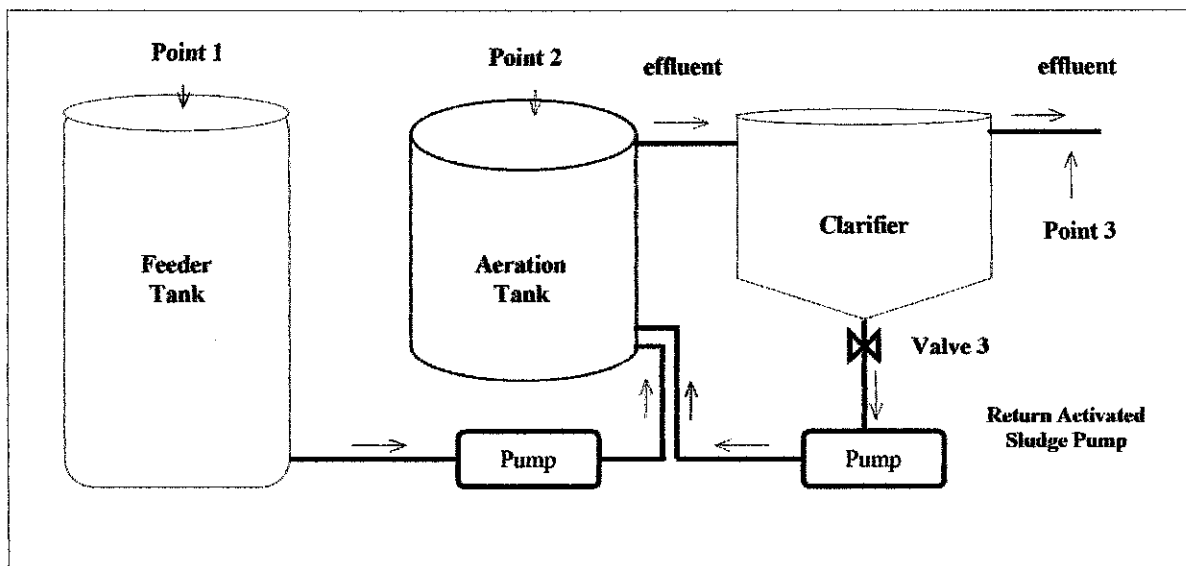 Point 1
Point 2
effluent
effluent
Feeder
Tank
Aeration
Tank
Clarifier
Point 3
Valve 3
Return Activated
Sludge Pump
Pump
Pump